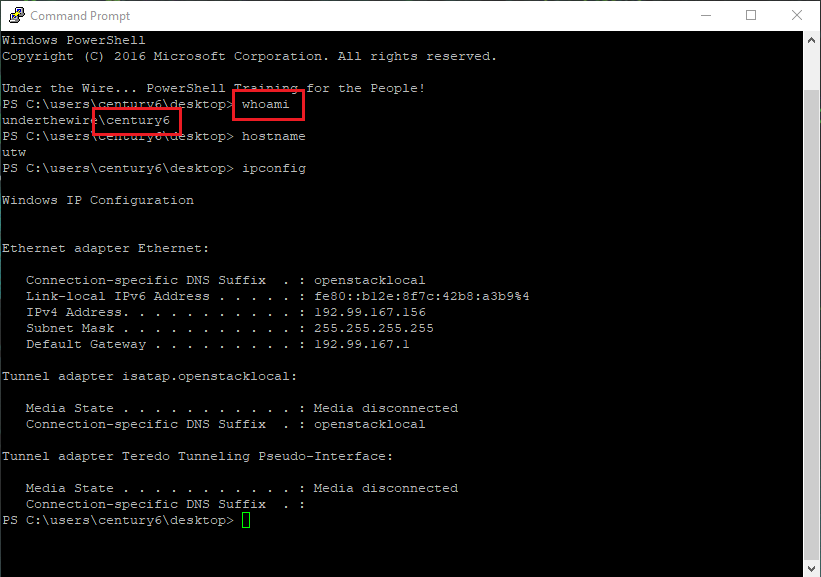 Command Prompt
Windows PowerShell
Copyright (C) 2016 Microsoft Corporation. All rights reserved.
Under the Wire... PowerShell Training for the People!
PS C:\users\century6\desktop> whoami
underthewire\century6
PS C:\users\century6\desktop> hostname
utw
PS C:\users\century6\desktop> ipconfig
Windows IP Configuration
Ethernet adapter Ethernet:
Connection-specific DNS Suffix  . : openstacklocal
Link-local IPv6 Address . . . . . : fe80::b12e:8f7c:42b8:a3b9%4
IPv4 Address. . . . . . . . . . . : 192.99.167.156
Subnet Mask . . . . . . . . . . . : 255.255.255.255
Default Gateway . . . . . . . . . : 192.99.167.1
Tunnel adapter isatap.openstacklocal:
Media State . . . . . . . . . . . : Media disconnected
Connection-specific DNS Suffix  . : openstacklocal
Tunnel adapter Teredo Tunneling Pseudo-Interface:
Media State . . . . . . . . . . . : Media disconnected
Connection-specific DNS Suffix  . :
PS C:\users\century6\desktop>